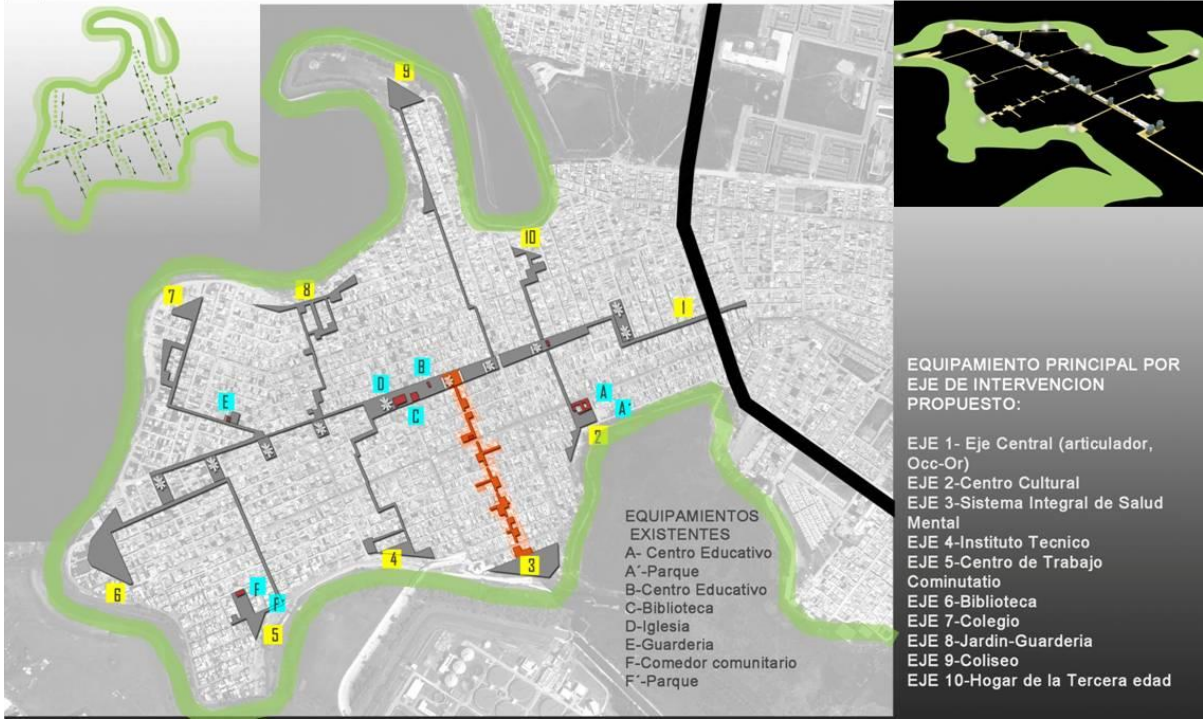 9
10
1
8
7
B
D
E
C
A
A´
2
4
3
6
F
F´
5
EQUIPAMIENTOS
EXISTENTES
A- Centro Educativo
A´-Parque
B-Centro Educativo
C-Biblioteca
D-Iglesia
E-Guarderia
F-Comedor comunitario
F´-Parque
EQUIPAMIENTO PRINCIPAL POR
EJE DE INTERVENCION
PROPUESTO:
EJE 1- Eje Central (articulador,
Occ-Or)
EJE 2-Centro Cultural
EJE 3-Sistema Integral de Salud
Mental
EJE 4-Instituto Tecnico
EJE 5-Centro de Trabajo
Cominutatio
EJE 6-Biblioteca
EJE 7-Colegio
EJE 8-Jardin-Guarderia
EJE 9-Coliseo
EJE 10-Hogar de la Tercera edad